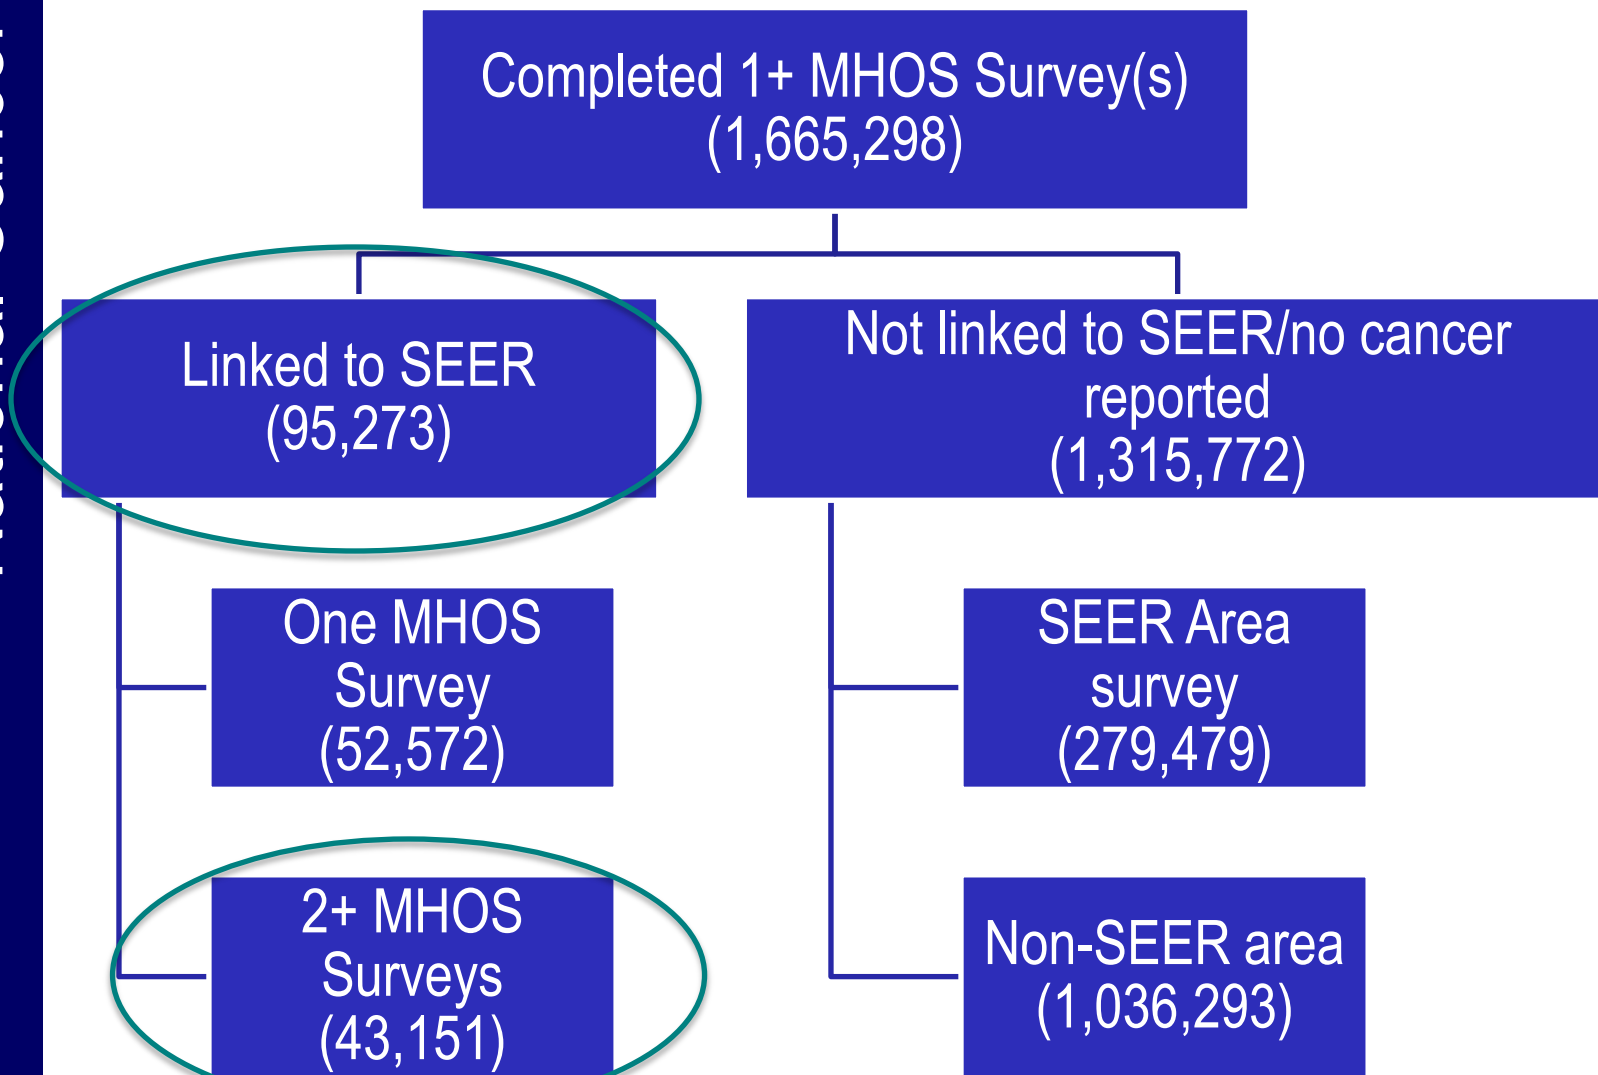 Completed 1+ MHOS Survey(s)
(1,665,298)
Linked to SEER
(95,273)
Not linked to SEER/no cancer
reported
(1,315,772)
One MHOS
Survey
(52,572)
SEER Area
survey
(279,479)
2+ MHOS
Surveys
(43,151)
Non-SEER area
(1,036,293)